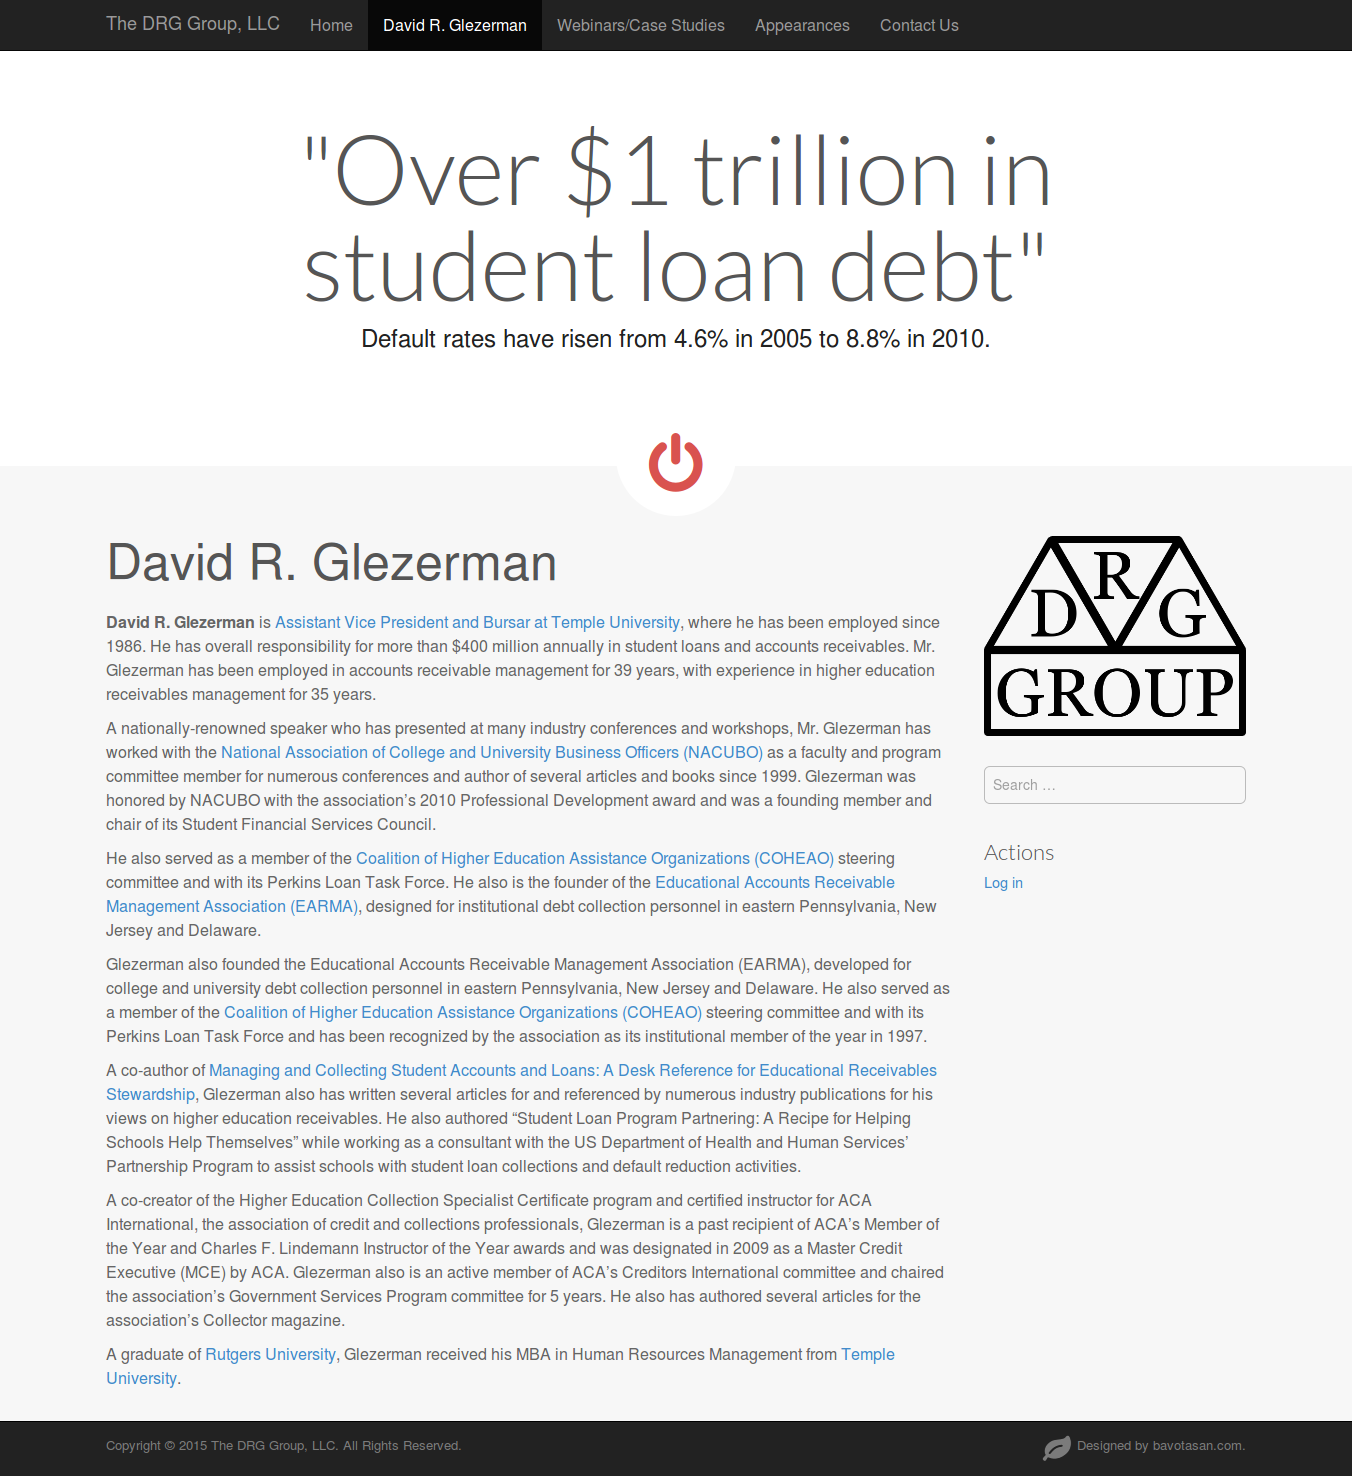 The DRG Group, LLC Home David R. Glezerman Webinars/Case Studies Appearances Contact Us
"Over $1 trillion in
student loan debt"
Default rates have risen from 4.6% in 2005 to 8.8% in 2010.
David R. Glezerman
David R. Glezerman is Assistant Vice President and Bursar at Temple University, where he has been employed since
1986. He has overall responsibility for more than $400 million annually in student loans and accounts receivables. Mr.
Glezerman has been employed in accounts receivable management for 39 years, with experience in higher education
receivables management for 35 years.
A nationally-renowned speaker who has presented at many industry conferences and workshops, Mr. Glezerman has
worked with the National Association of College and University Business Officers (NACUBO) as a faculty and program
committee member for numerous conferences and author of several articles and books since 1999. Glezerman was
honored by NACUBO with the association’s 2010 Professional Development award and was a founding member and
chair of its Student Financial Services Council.
He also served as a member of the Coalition of Higher Education Assistance Organizations (COHEAO) steering
committee and with its Perkins Loan Task Force. He also is the founder of the Educational Accounts Receivable
Management Association (EARMA), designed for institutional debt collection personnel in eastern Pennsylvania, New
Jersey and Delaware.
Glezerman also founded the Educational Accounts Receivable Management Association (EARMA), developed for
college and university debt collection personnel in eastern Pennsylvania, New Jersey and Delaware. He also served as
a member of the Coalition of Higher Education Assistance Organizations (COHEAO) steering committee and with its
Perkins Loan Task Force and has been recognized by the association as its institutional member of the year in 1997.
A co-author of Managing and Collecting Student Accounts and Loans: A Desk Reference for Educational Receivables
Stewardship, Glezerman also has written several articles for and referenced by numerous industry publications for his
views on higher education receivables. He also authored “Student Loan Program Partnering: A Recipe for Helping
Schools Help Themselves” while working as a consultant with the US Department of Health and Human Services’
Partnership Program to assist schools with student loan collections and default reduction activities.
A co-creator of the Higher Education Collection Specialist Certificate program and certified instructor for ACA
International, the association of credit and collections professionals, Glezerman is a past recipient of ACA’s Member of
the Year and Charles F. Lindemann Instructor of the Year awards and was designated in 2009 as a Master Credit
Executive (MCE) by ACA. Glezerman also is an active member of ACA’s Creditors International committee and chaired
the association’s Government Services Program committee for 5 years. He also has authored several articles for the
association’s Collector magazine.
A graduate of Rutgers University, Glezerman received his MBA in Human Resources Management from Temple
University.
D R G
GROUP
Search …
Actions
Log in
Copyright © 2015 The DRG Group, LLC. All Rights Reserved.
Designed by bavotasan.com.